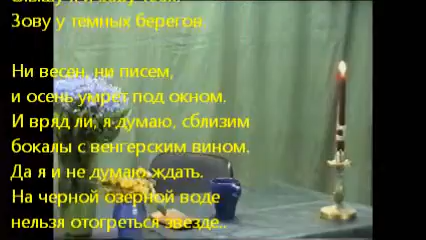 Зову у темных берегов
Ни весен, ни писем,
и осень умрет под окном.
И вряд ли, я думаю, сблизим
бокалы с венгерским вином.
Да я и не думаю ждать.
На черной озерной воде
нельзя отогреться звезде..